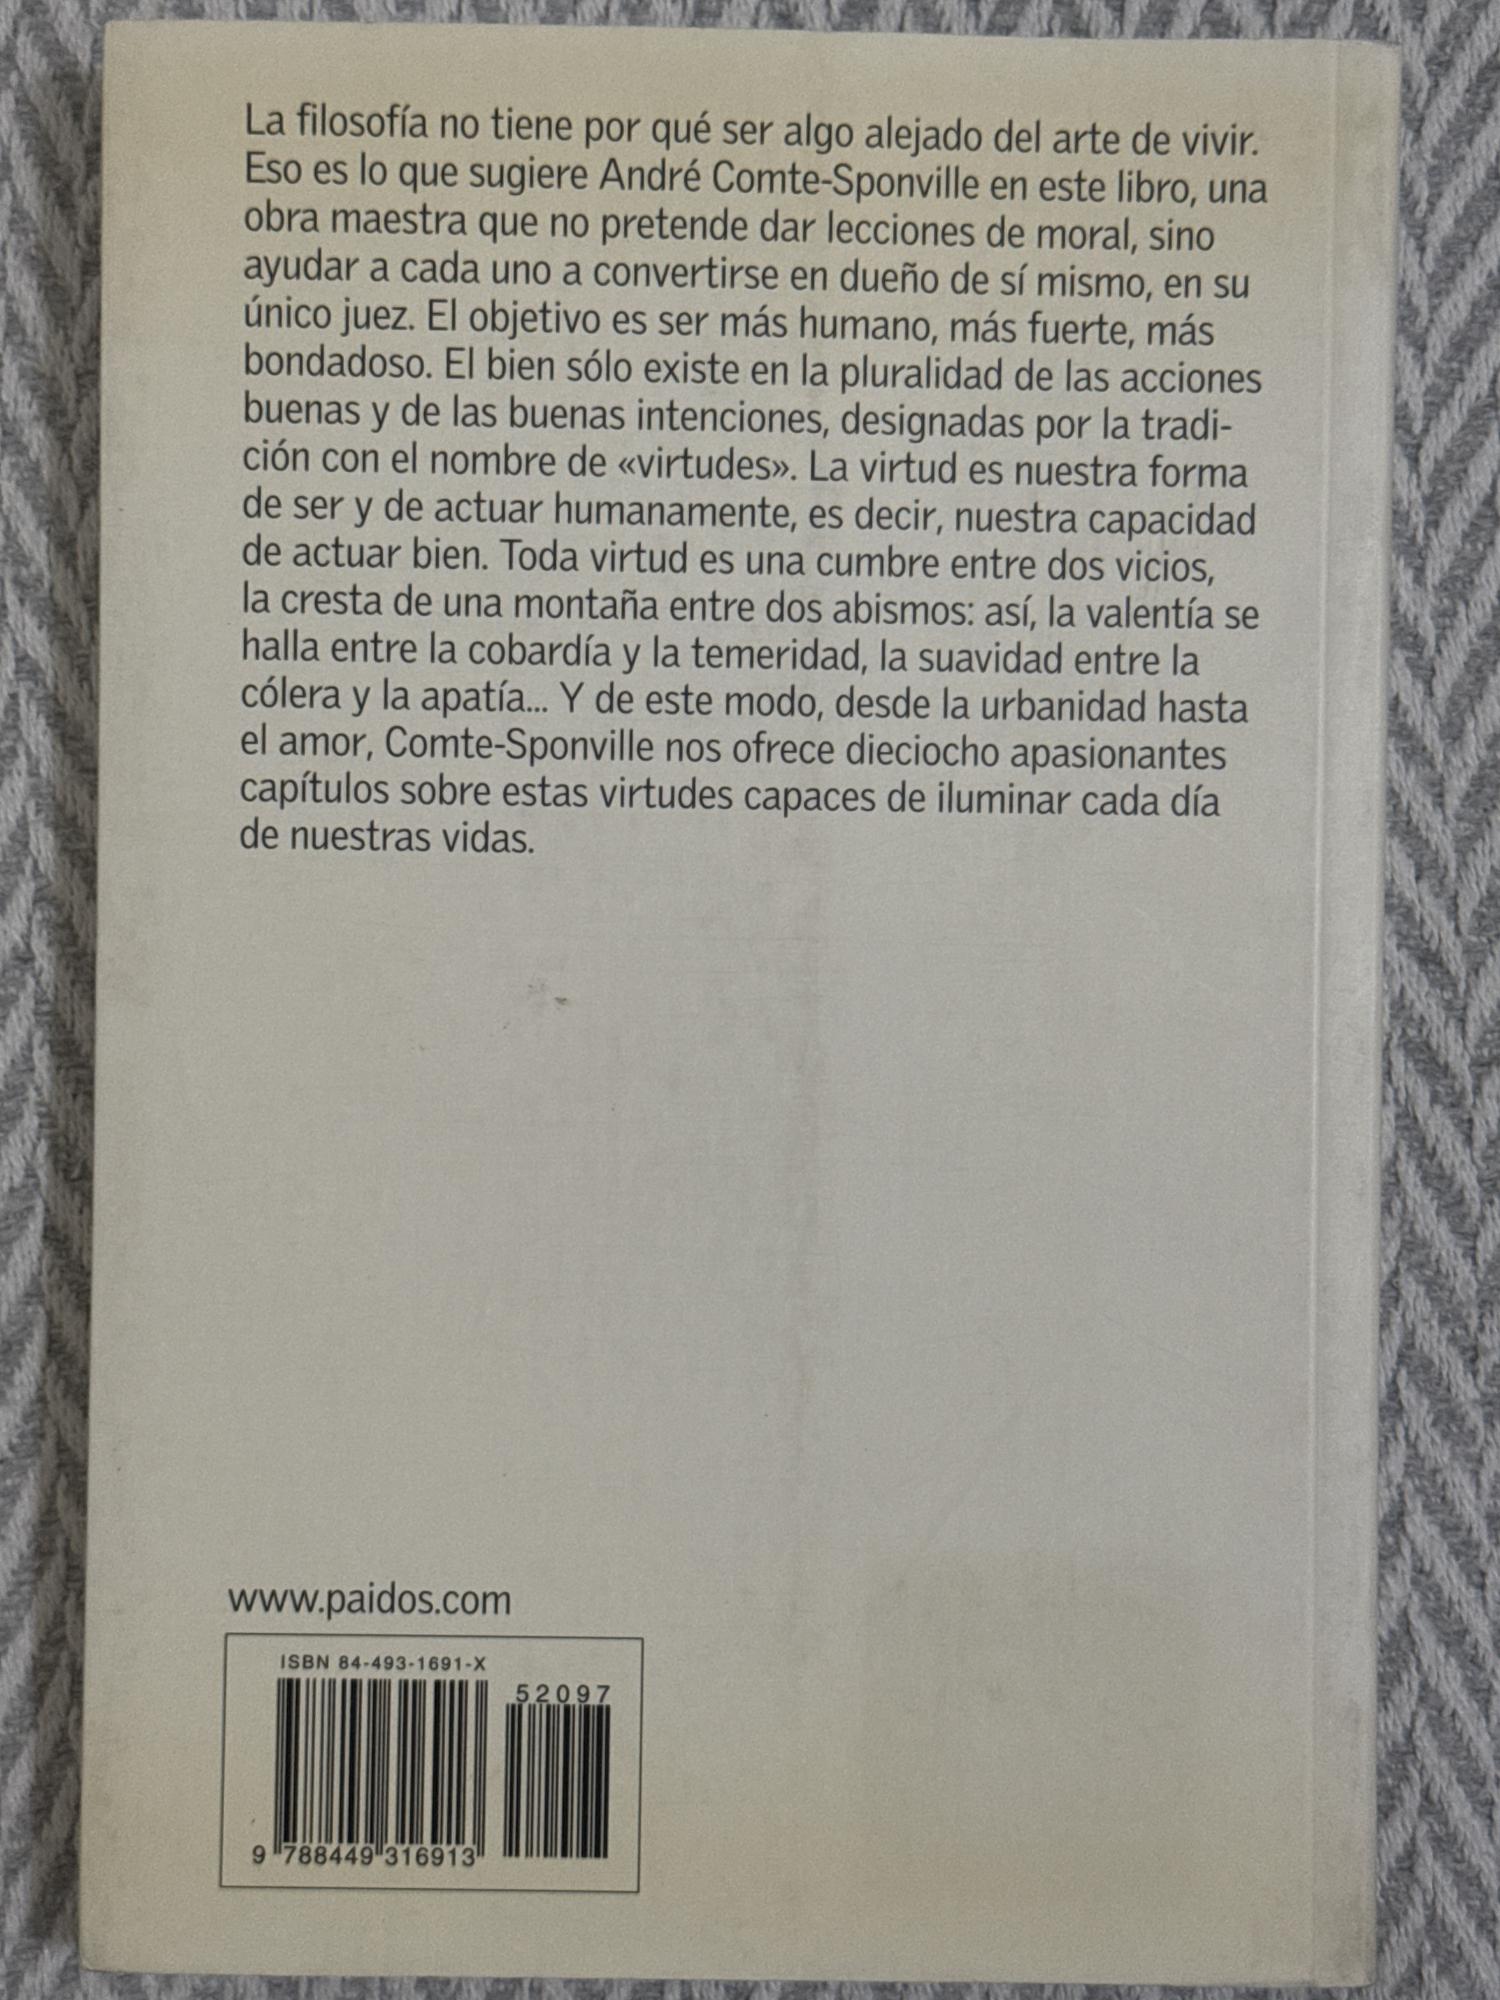 La filosofía no tiene por qué ser algo alejado del arte de vivir.
Eso es lo que sugiere André Comte-Sponville en este libro, una
obra maestra que no pretende dar lecciones de moral, sino
ayudar a cada uno a convertirse en dueño de sí mismo, en su
único juez. El objetivo es ser más humano, más fuerte, más
bondadoso. El bien sólo existe en la pluralidad de las acciones
buenas y de las buenas intenciones, designadas por la tradi-
ción con el nombre de «virtudes». La virtud es nuestra forma
de ser y de actuar humanamente, es decir, nuestra capacidad
de actuar bien. Toda virtud es una cumbre entre dos vicios,
la cresta de una montaña entre dos abismos: así, la valentía se
halla entre la cobardía y la temeridad, la suavidad entre la
cólera y la apatía... Y de este modo, desde la urbanidad hasta
el amor, Comte-Sponville nos ofrece dieciocho apasionantes
capítulos sobre estas virtudes capaces de iluminar cada día
de nuestras vidas.
www.paidos.com
ISBN 84-493-1691-X
52097
9 788449 316913